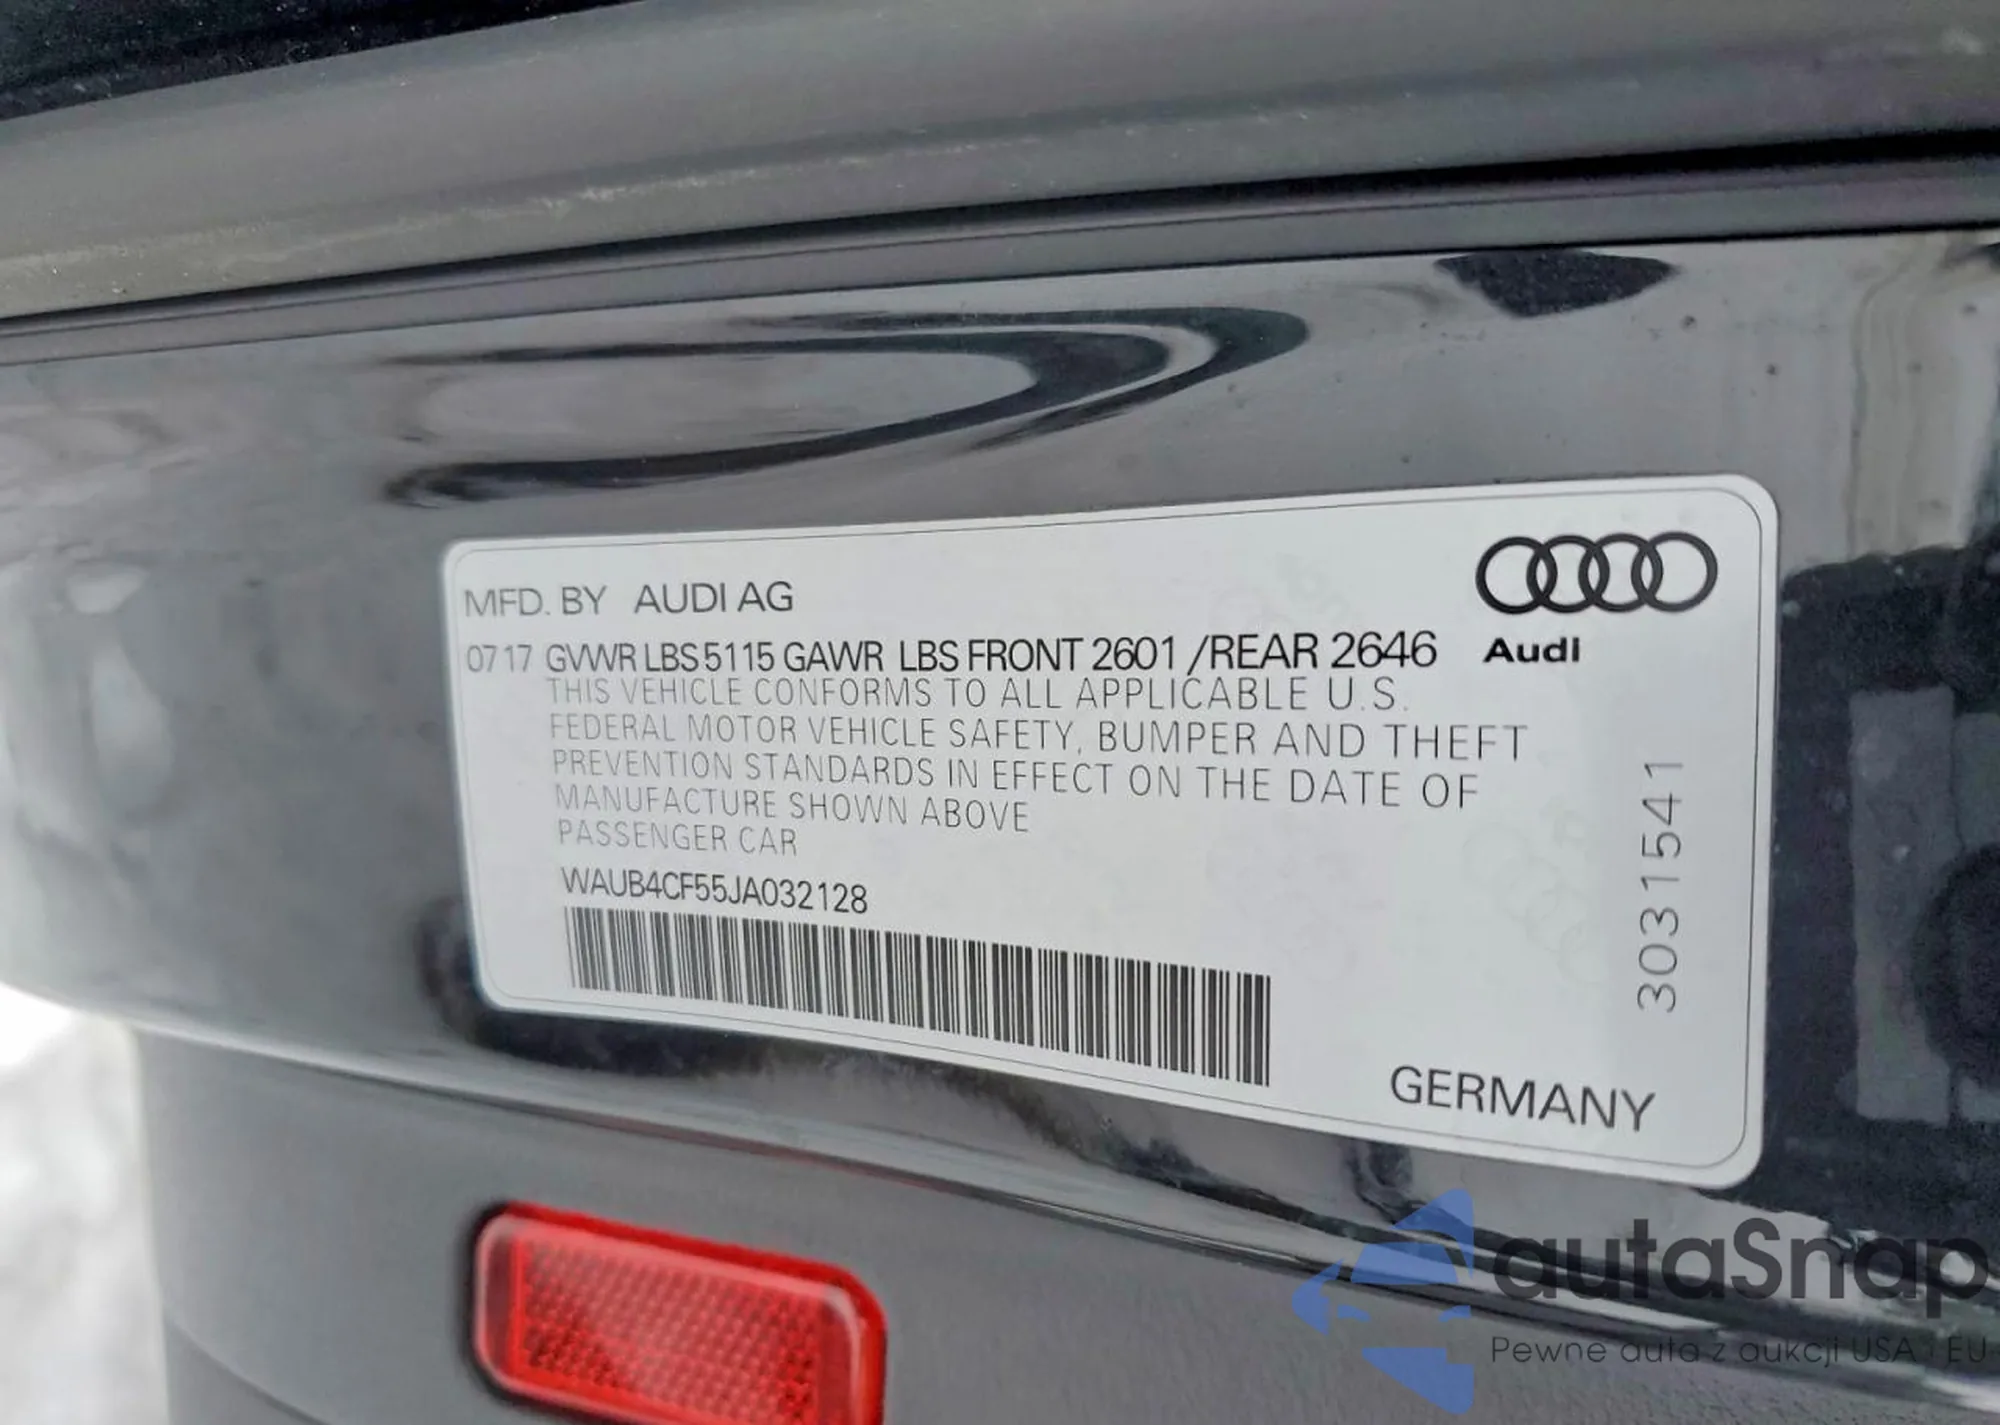 MFD. BY AUDI AG
07 17 GVWR LBS 5115 GAWR LBS FRONT 2601 /REAR 2646
Audi
THIS VEHICLE CONFORMS TO ALL APPLICABLE U.S.
FEDERAL MOTOR VEHICLE SAFETY, BUMPER AND THEFT
PREVENTION STANDARDS IN EFFECT ON THE DATE OF
MANUFACTURE SHOWN ABOVE
PASSENGER CAR
WAUB4CF55JA032128
3031541
GERMANY
autaSnap
Pewne auta z aukcji USA i EU